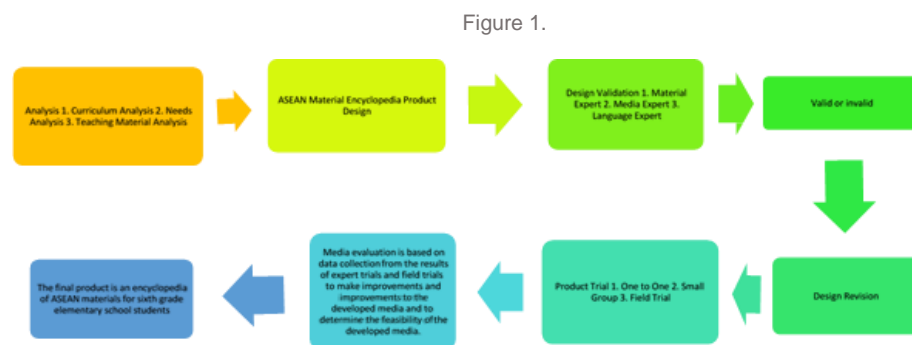 Figure 1.
Analysis 1. Curriculum Analysis 2. Needs
Analysis 3. Teaching Material Analysis
ASEAN Material Encyclopedia Product
Design
Design Validation 1. Material
Expert 2. Media Expert 3.
Language Expert
Valid or invalid
Design Revision
Product Trial 1. One to One 2. Small
Group 3. Field Trial
Media evaluation is based on
data collection from the results
of expert trials and field trials
to make improvements and
improvements to the
developed media and to
determine the feasibility of the
developed media.
The final product is an encyclopedia
of ASEAN materials for sixth grade
elementary school students